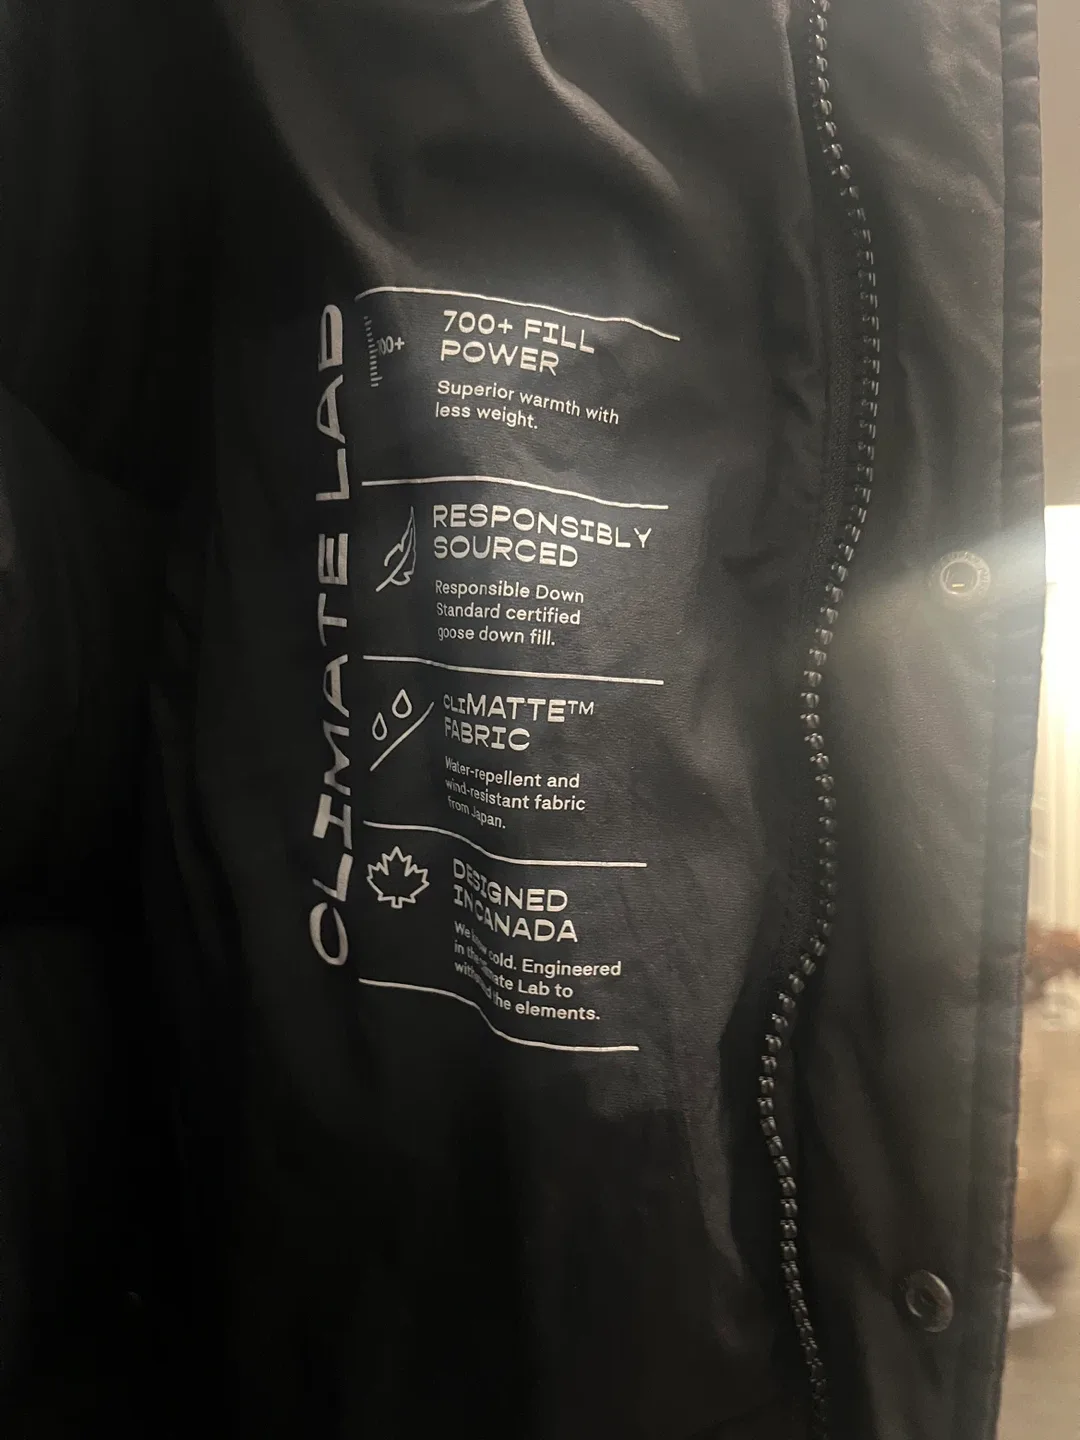 CLIMATE LAB
700+ FILL
POWER
Superior warmth with
less weight.
RESPONSIBLY
SOURCED
Responsible Down
Standard certified
goose down fill.
CLIMATTE™
FABRIC
Water-repellent and
wind-resistant fabric
from Japan.
DESIGNED
IN CANADA
We cold. Engineered
in the Lab to
the elements.